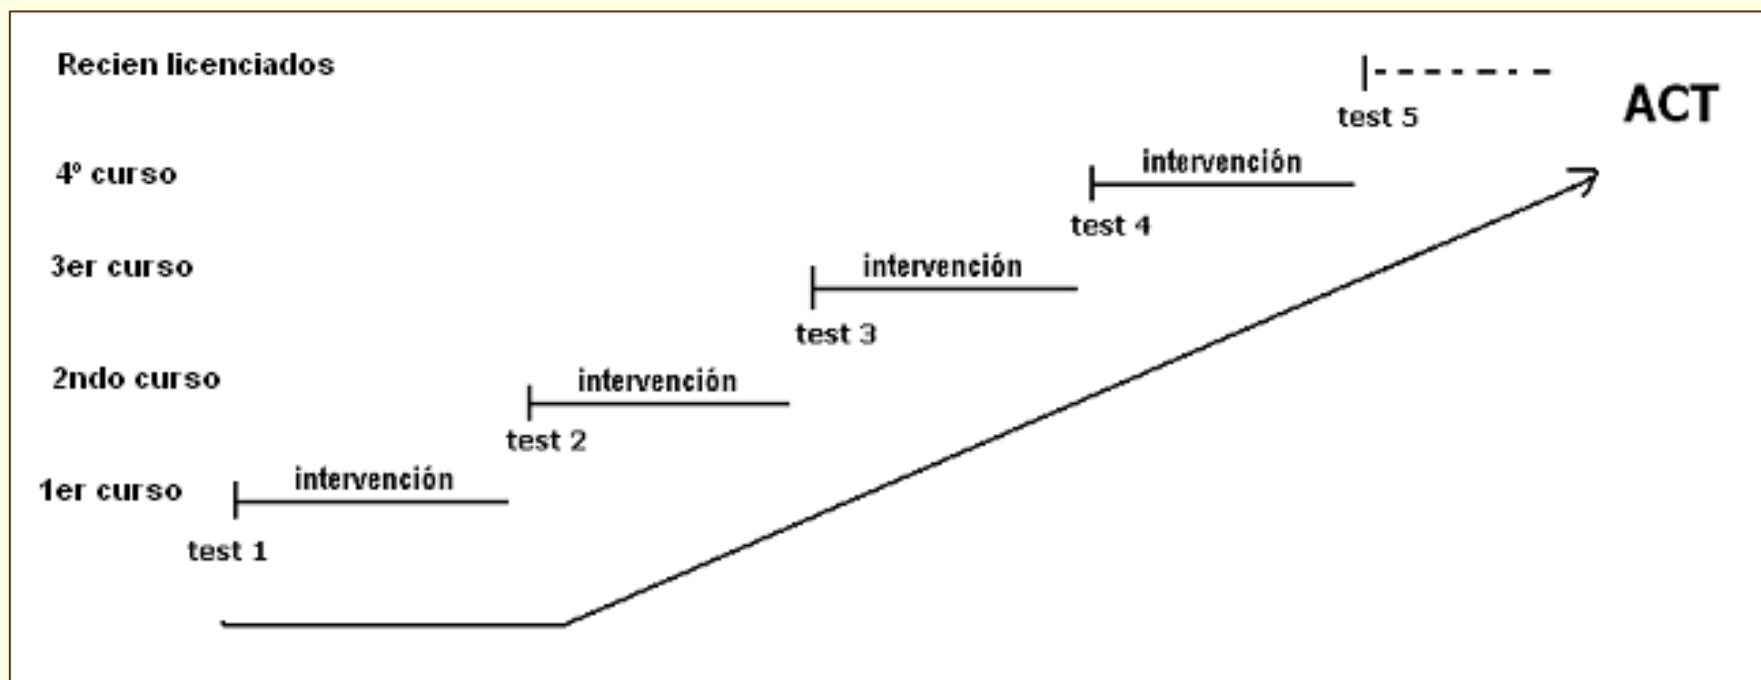 Recien licenciados
test 5
ACT
4º curso
intervención
test 4
3er curso
intervención
test 3
2ndo curso
intervención
test 2
1er curso
intervención
test 1